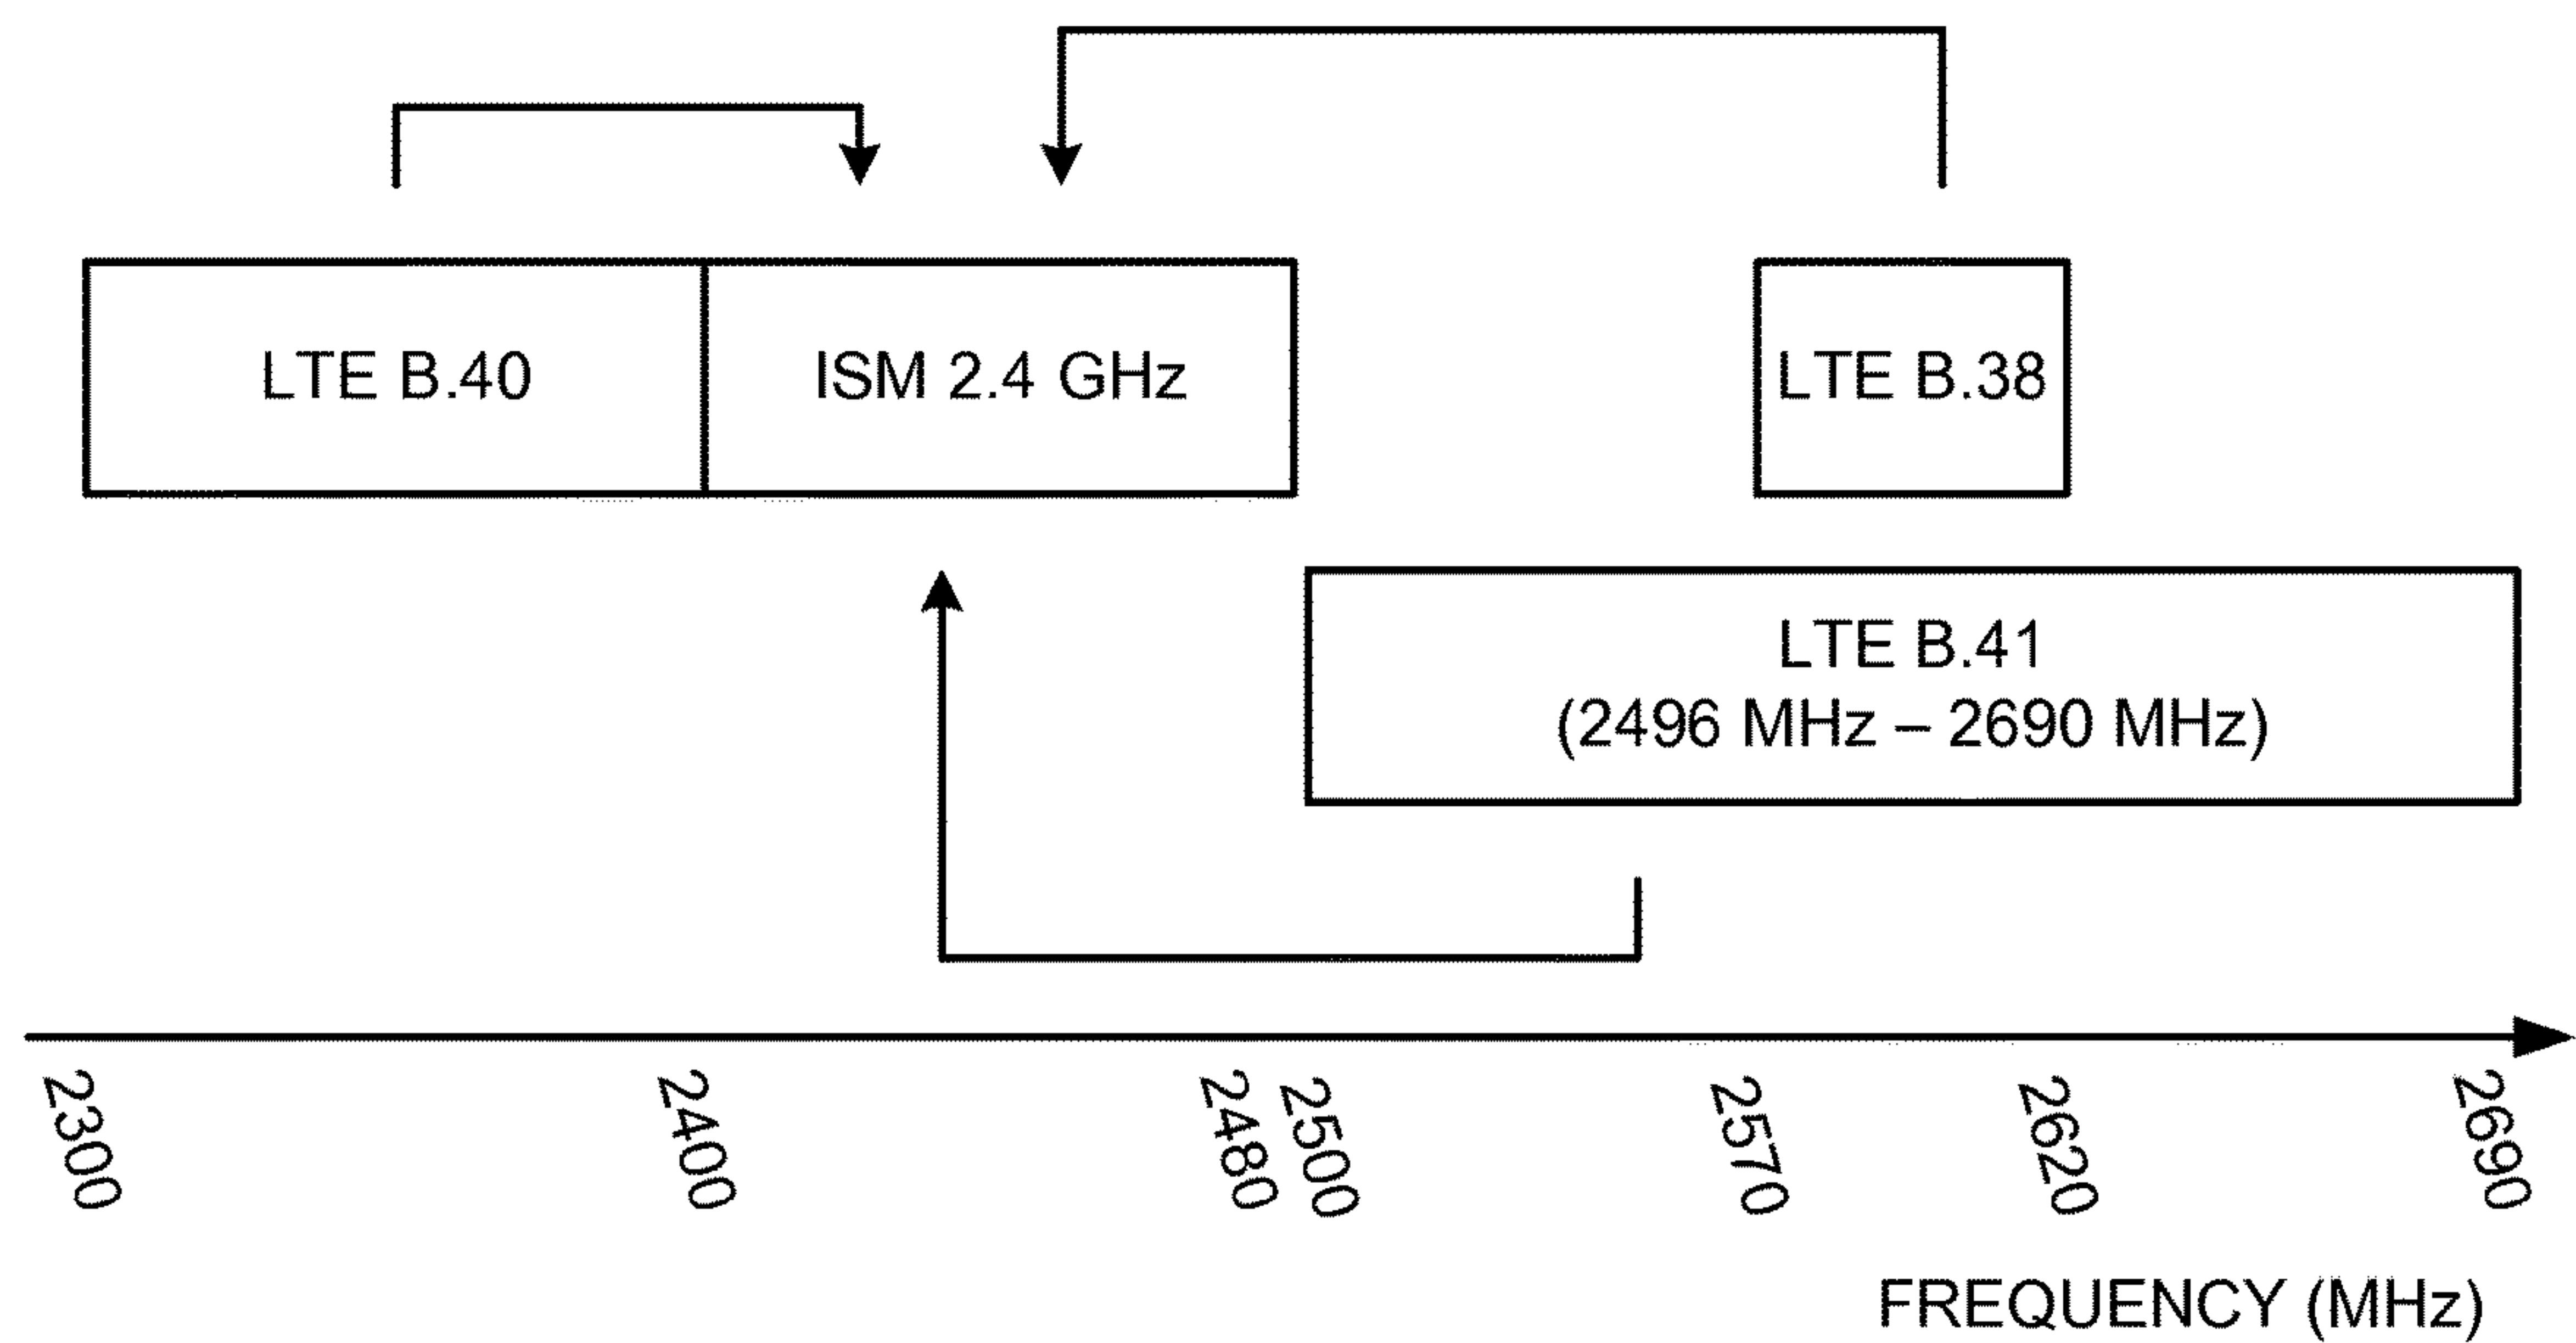 LTE B.40
ISM 2.4 GHz
LTE B.38
LTE B.41
(2496 MHz – 2690 MHz)
2300
2400
2480
2500
2570
2620
2690
FREQUENCY (MHz)